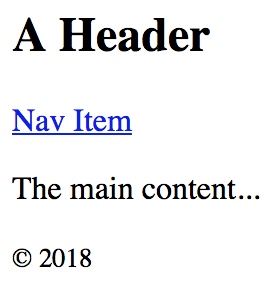 A Header
Nav Item
The main content...
© 2018